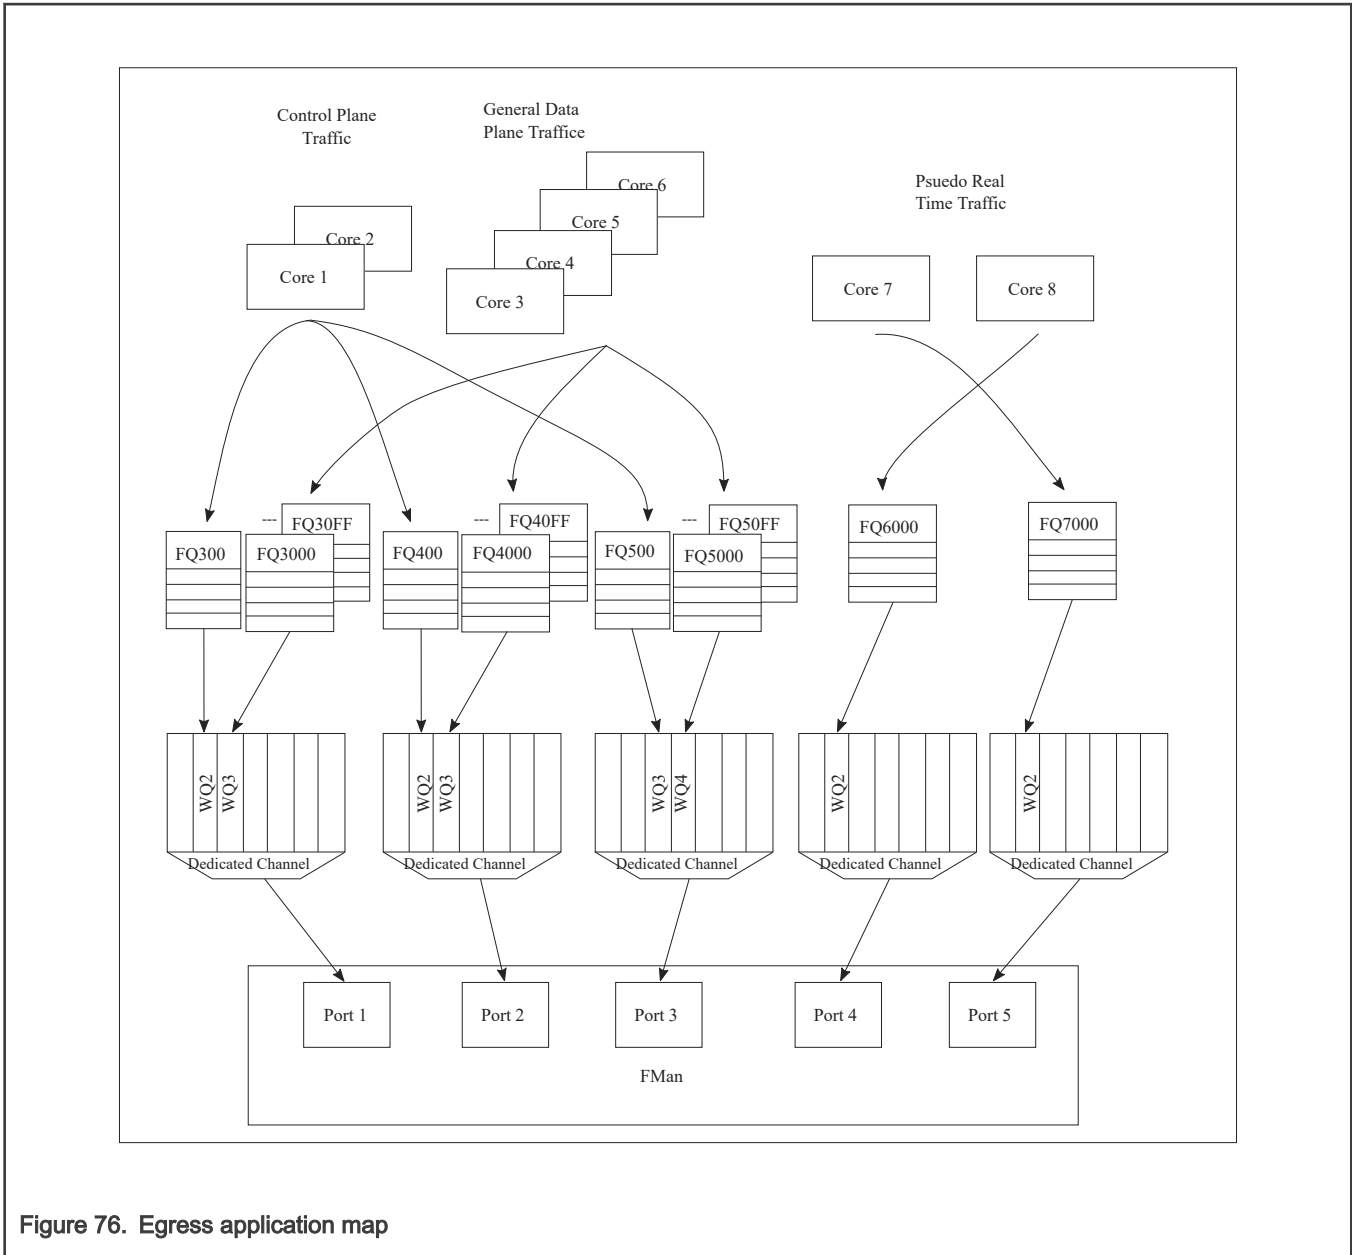 Control Plane
Traffic
General Data
Plane Traffice
Psuedo Real
Time Traffic
Core 6
Core 5
Core 2
Core 4
Core 1
Core 3
Core 7
Core 8
--- FQ30FF
--- FQ40FF
--- FQ50FF
FQ6000
FQ7000
FQ300
FQ3000
FQ400
FQ4000
FQ500
FQ5000
WQ2
WQ3
WQ2
WQ3
WQ3
WQ4
WQ2
WQ2
Dedicated Channel
Dedicated Channel
Dedicated Channel
Dedicated Channel
Dedicated Channel
Port 1
Port 2
Port 3
Port 4
Port 5
FMan
Figure 76. Egress application map